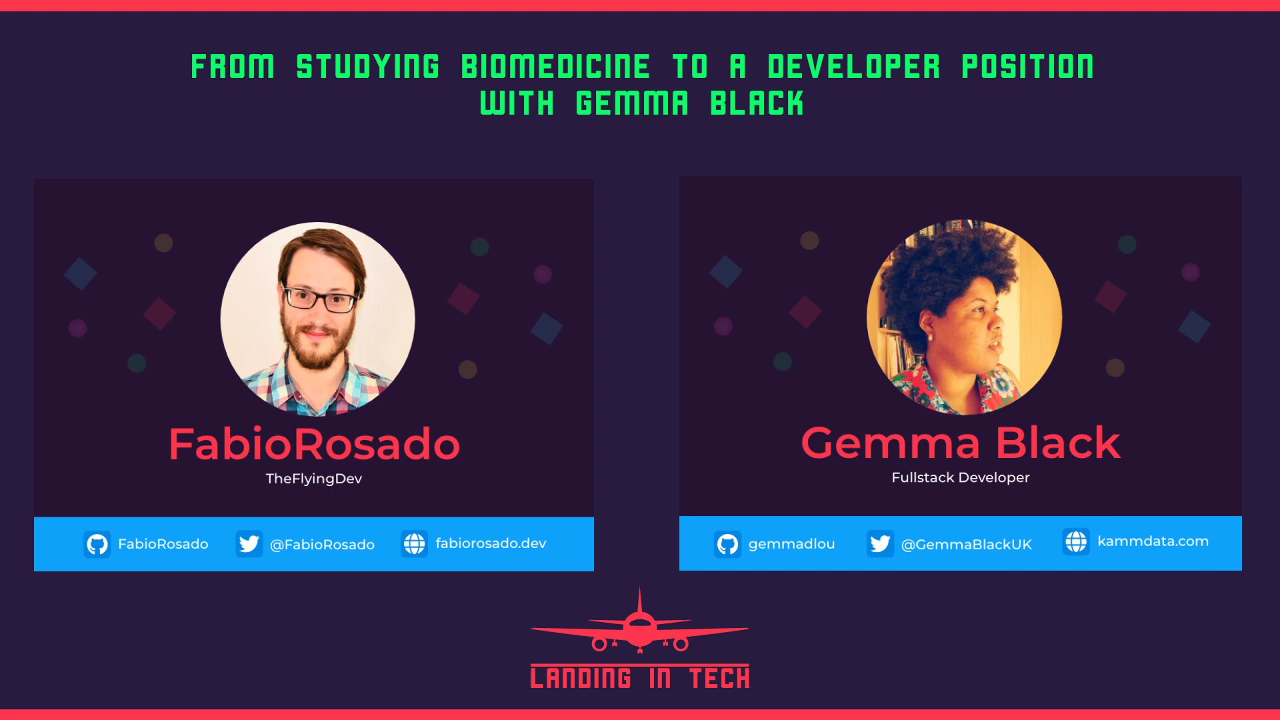 FROM STUDYING BIOMEDICINE TO A DEVELOPER POSITION
WITH GEMMA BLACK
FabioRosado
TheFlyingDev
FabioRosado
@FabioRosado
fabiorosado.dev
Gemma Black
Fullstack Developer
gemmadlou
@GemmaBlackUK
kammdata.com
LANDING IN TECH